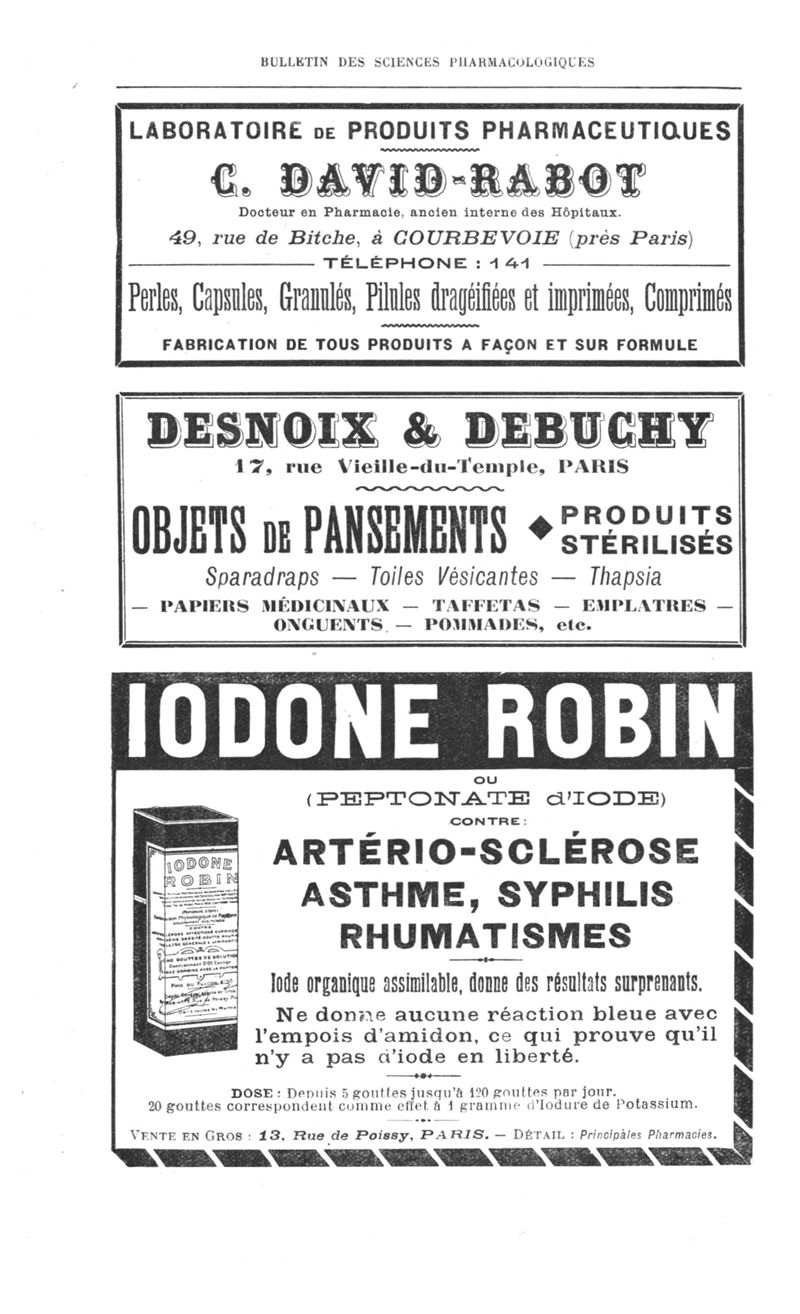 BULLETIN DES SCIENCES PHARMACOLOGIQUES
LABORATOIRE DE PRODUITS PHARMACEUTIQUES
C. DAVID-RABOT
Docteur en Pharmacie, ancien interne des Hôpitaux.
49, rue de Bitche, à COURBEVOIE (près Paris)
TÉLÉPHONE : 141
Perles, Capsules, Granulés, Pilules dragéifiées et imprimées, Comprimés
FABRICATION DE TOUS PRODUITS A FAÇON ET SUR FORMULE
DESNOIX & DEBUCHY
17, rue Vieille-du-Temple, PARIS
OBJETS DE PANSEMENTS ◆ PRODUITS STÉRILISÉS
Sparadraps — Toiles Vésicantes — Thapsia
— PAPIERS MÉDICINAUX — TAFFETAS — EMPLATRES —
ONGUENTS — POMMADES, etc.
IODONE ROBIN
OU
(PEPTONATE d'IODE)
CONTRE:
ARTÉRIO-SCLÉROSE
ASTHME, SYPHILIS
RHUMATISMES
IODONE
ROBIN
Iode organique assimilable, donne des résultats surprenants.
Ne donne aucune réaction bleue avec
l'empois d'amidon, ce qui prouve qu'il
n'y a pas d'iode en liberté.
DOSE : Depuis 5 gouttes jusqu'à 120 gouttes par jour.
20 gouttes correspondent comme effet à 1 gramme d'Iodure de Potassium.
VENTE EN GROS : 13, Rue de Poissy, PARIS. — DÉTAIL : Principales Pharmacies.